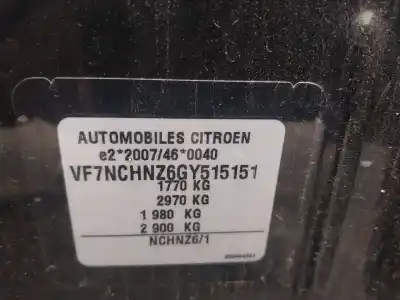 AUTOMOBILES CITROEN
e2*2007/46*0040
VF7NCHNZ6GY515151
1770 KG
2970 KG
1 980 KG
2 900 KG
NCHNZ6/1